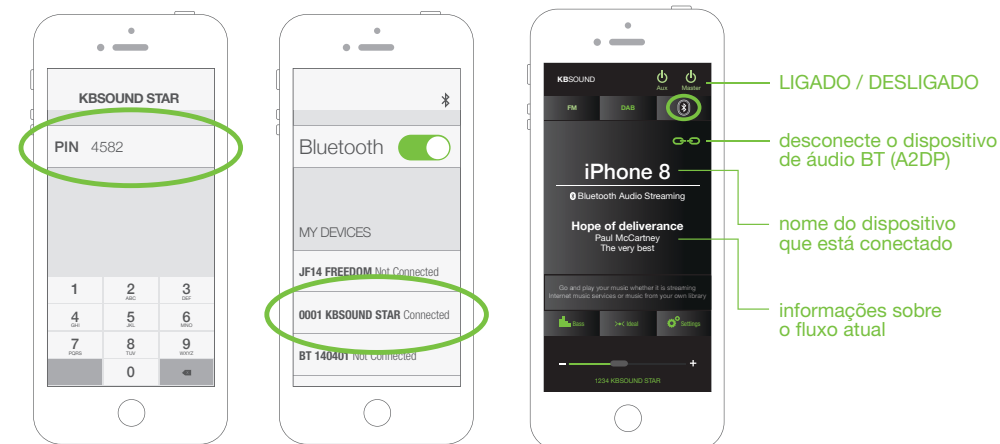 KBSOUND STAR
PIN 4582
1
2
ABC
3
DEF
4
GHI
5
JKL
6
MNO
7
PQRS
8
TUV
9
WXYZ
0
Bluetooth
MY DEVICES
JF14 FREEDOM Not Connected
0001 KBSOUND STAR Connected
BT 140401 Not Connected
KBSOUND
Aux
Master
FM
DAB
iPhone 8
Bluetooth Audio Streaming
Hope of deliverance
Paul McCartney
The very best
Go and play your music whether it is streaming
Internet music services or music from your own library
Bass
Ideal
Settings
- +
1234 KBSOUND STAR
LIGADO / DESLIGADO
desconecte o dispositivo
de áudio BT (A2DP)
nome do dispositivo
que está conectado
informações sobre
o fluxo atual